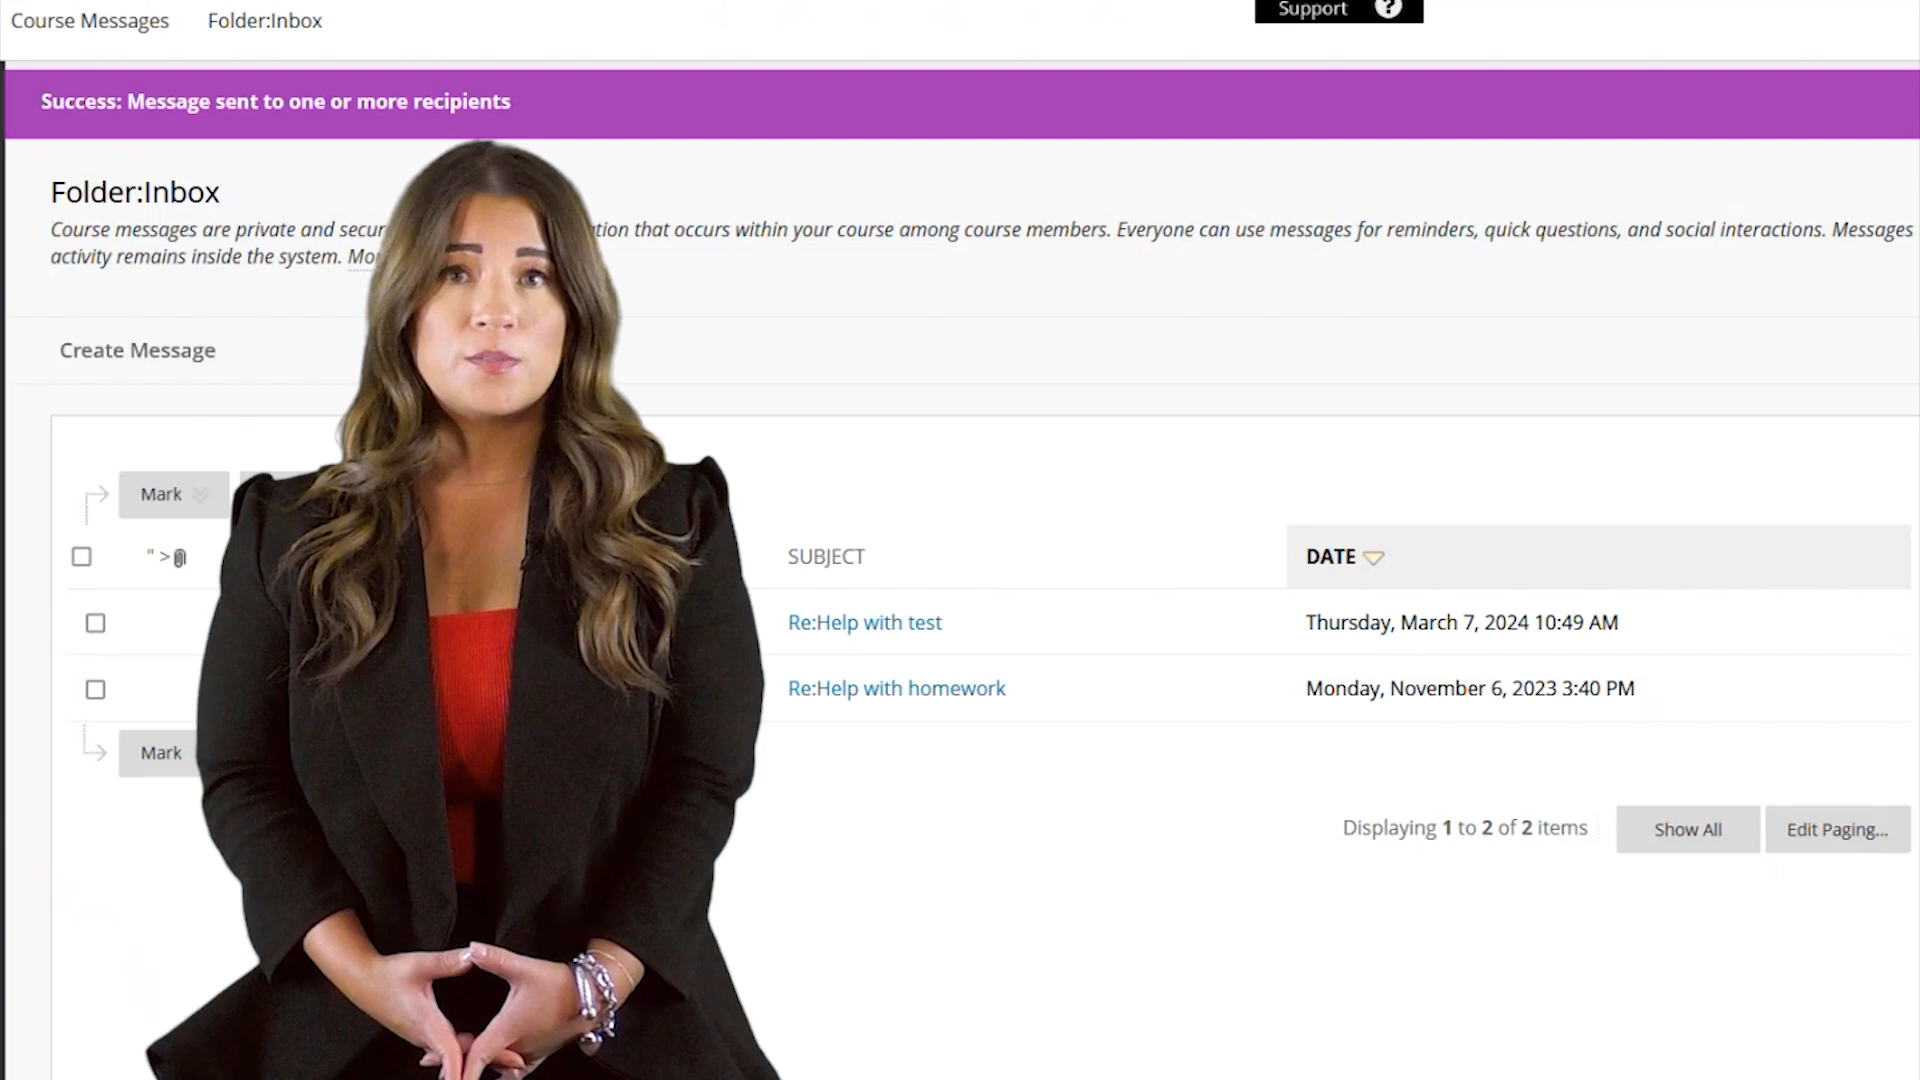 Course Messages Folder:Inbox
Support ?
Success: Message sent to one or more recipients
Folder:Inbox
Course messages are private and that occurs within your course among course members. Everyone can use messages for reminders, quick questions, and social interactions. Messages
activity remains inside the system.
Create Message
Mark
" >
SUBJECT DATE
Re:Help with test Thursday, March 7, 2024 10:49 AM
Re:Help with homework Monday, November 6, 2023 3:40 PM
Mark
Displaying 1 to 2 of 2 items Show All Edit Paging...